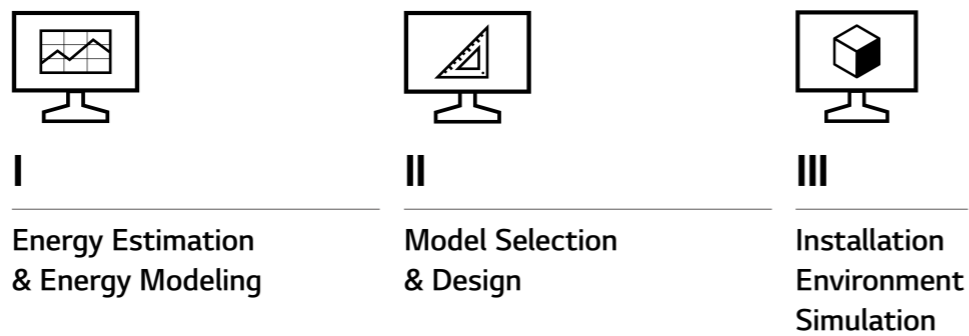 I
Energy Estimation
& Energy Modeling
II
Model Selection
& Design
III
Installation
Environment
Simulation